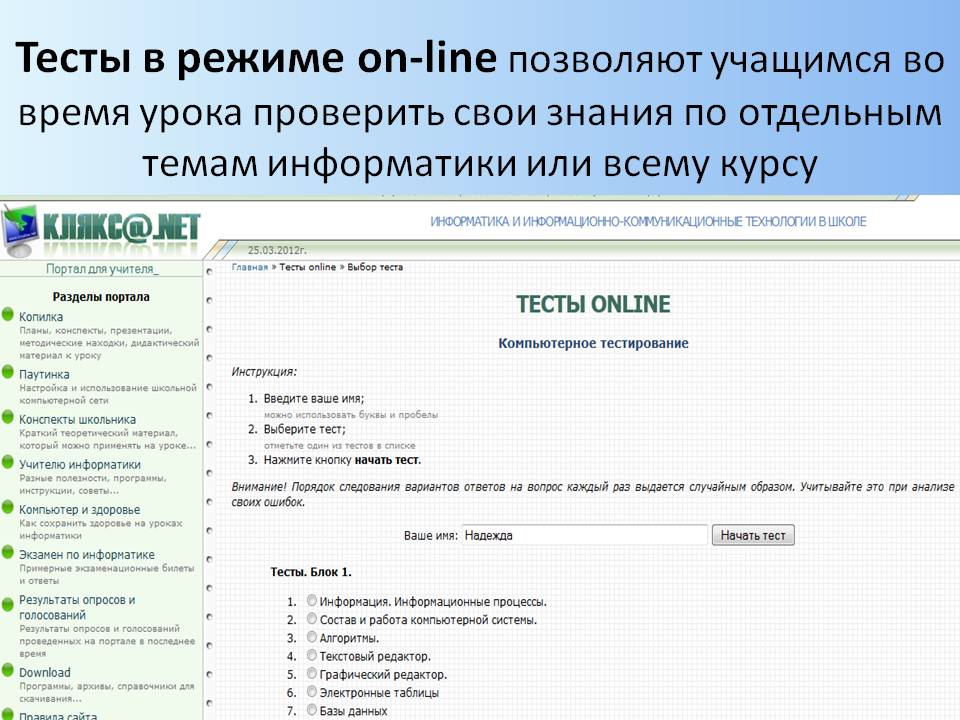 Тесты в режиме on-line позволяют учащимся во
время урока проверить свои знания по отдельным
темам информатики или всему курсу
КЛЯКС@.NET
ИНФОРМАТИКА И ИНФОРМАЦИОННО-КОММУНИКАЦИОННЫЕ ТЕХНОЛОГИИ В ШКОЛЕ
25.03.2012г.
Портал для учителя_
Разделы портала
Копилка
Планы, конспекты, презентации,
методические находки, дидактический
материал к уроку
Паутинка
Настройка и использование школьной
компьютерной сети
Конспекты школьника
Краткий теоретический материал,
который можно применять на уроке...
Учителю информатики
Разные полезности, программы,
инструкции, советы...
Компьютер и здоровье
Как сохранить здоровье на уроках
информатики
Экзамен по информатике
Примерные экзаменационные билеты
и ответы
Результаты опросов и
голосований
Результаты опросов и голосований
проведенных на портале в последнее
время
Download
Программы, архивы, справочники для
скачивания...
Правила сайта
Главная » Тесты online » Выбор теста
ТЕСТЫ ONLINE
Компьютерное тестирование
Инструкция:
1. Введите ваше имя;
можно использовать буквы и пробелы
2. Выберите тест;
отметьте один из тестов в списке
3. Нажмите кнопку начать тест.
Внимание! Порядок следования вариантов ответов на вопрос каждый раз выдается случайным образом. Учитывайте это при анализе
своих ошибок.
Ваше имя: Надежда Начать тест
Тесты. Блок 1.
1. Информация. Информационные процессы.
2. Состав и работа компьютерной системы.
3. Алгоритмы.
4. Текстовый редактор.
5. Графический редактор.
6. Электронные таблицы
7. Базы данных